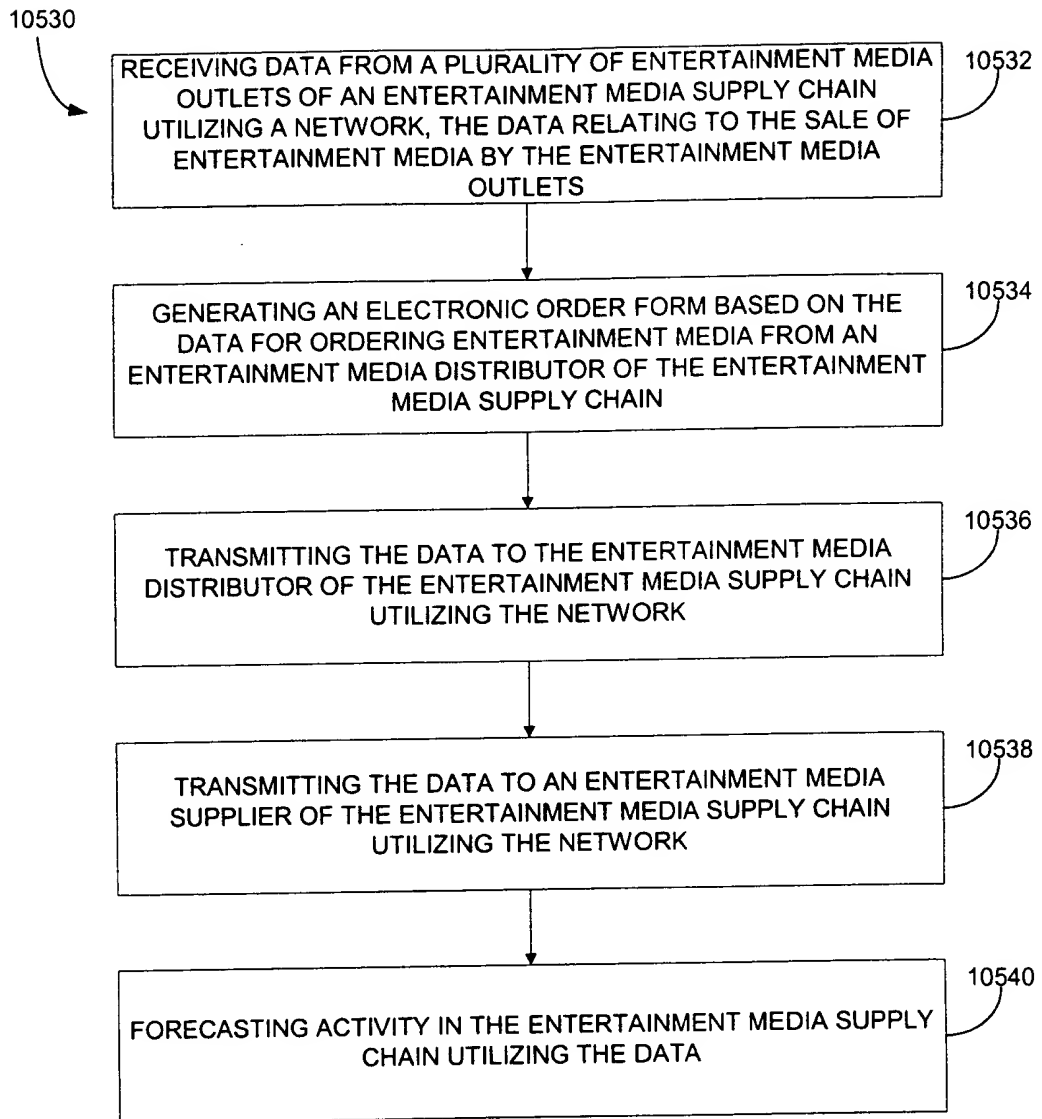 10530
RECEIVING DATA FROM A PLURALITY OF ENTERTAINMENT MEDIA
OUTLETS OF AN ENTERTAINMENT MEDIA SUPPLY CHAIN
UTILIZING A NETWORK, THE DATA RELATING TO THE SALE OF
ENTERTAINMENT MEDIA BY THE ENTERTAINMENT MEDIA
OUTLETS
10532
GENERATING AN ELECTRONIC ORDER FORM BASED ON THE
DATA FOR ORDERING ENTERTAINMENT MEDIA FROM AN
ENTERTAINMENT MEDIA DISTRIBUTOR OF THE ENTERTAINMENT
MEDIA SUPPLY CHAIN
10534
TRANSMITTING THE DATA TO THE ENTERTAINMENT MEDIA
DISTRIBUTOR OF THE ENTERTAINMENT MEDIA SUPPLY CHAIN
UTILIZING THE NETWORK
10536
TRANSMITTING THE DATA TO AN ENTERTAINMENT MEDIA
SUPPLIER OF THE ENTERTAINMENT MEDIA SUPPLY CHAIN
UTILIZING THE NETWORK
10538
FORECASTING ACTIVITY IN THE ENTERTAINMENT MEDIA SUPPLY
CHAIN UTILIZING THE DATA
10540